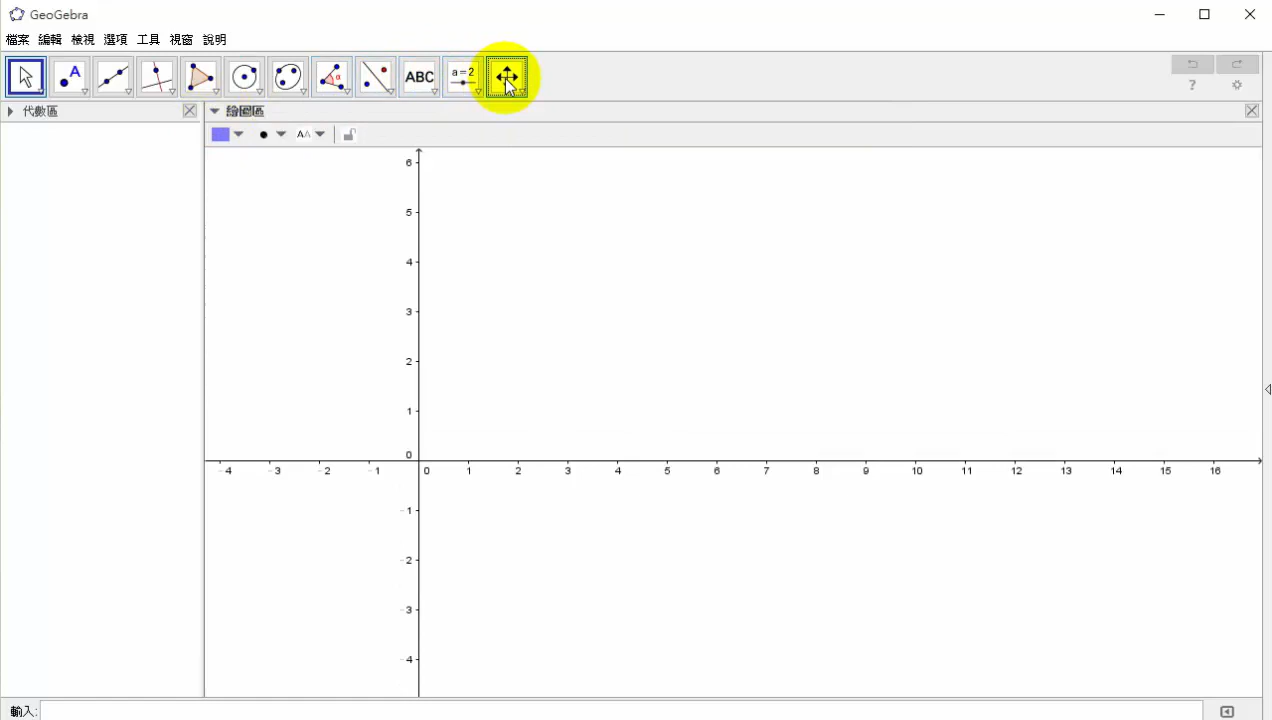 GeoGebra
檔案 編輯 檢視 選項 工具 視窗 說明
A α ABC a=2
?
代數區 繪圖區
AA
6
5
4
3
2
1
0
-4 -3 -2 -1 0 1 2 3 4 5 6 7 8 9 10 11 12 13 14 15 16
-1
-2
-3
-4
輸入: